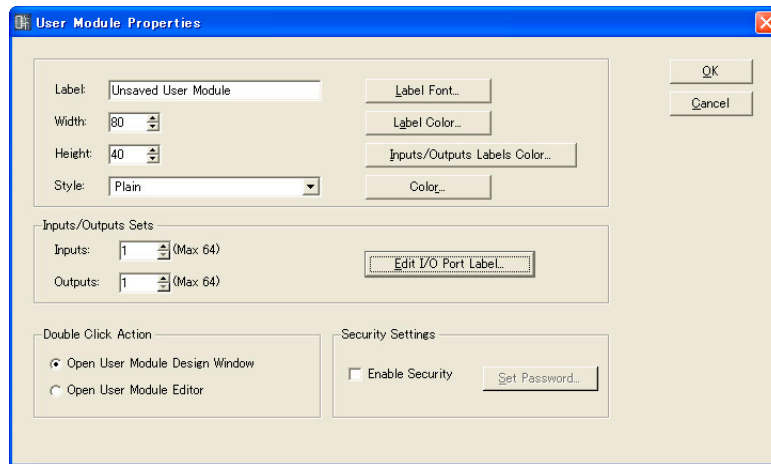 User Module Properties
Label: Unsaved User Module Label Font...
Width: 80 Label Color...
Height: 40 Inputs/Outputs Labels Color...
Style: Plain Color...
OK
Cancel
Inputs/Outputs Sets
Inputs: 1 (Max 64)
Outputs: 1 (Max 64)
Edit I/O Port Label...
Double Click Action
Open User Module Design Window
Open User Module Editor
Security Settings
Enable Security Set Password...